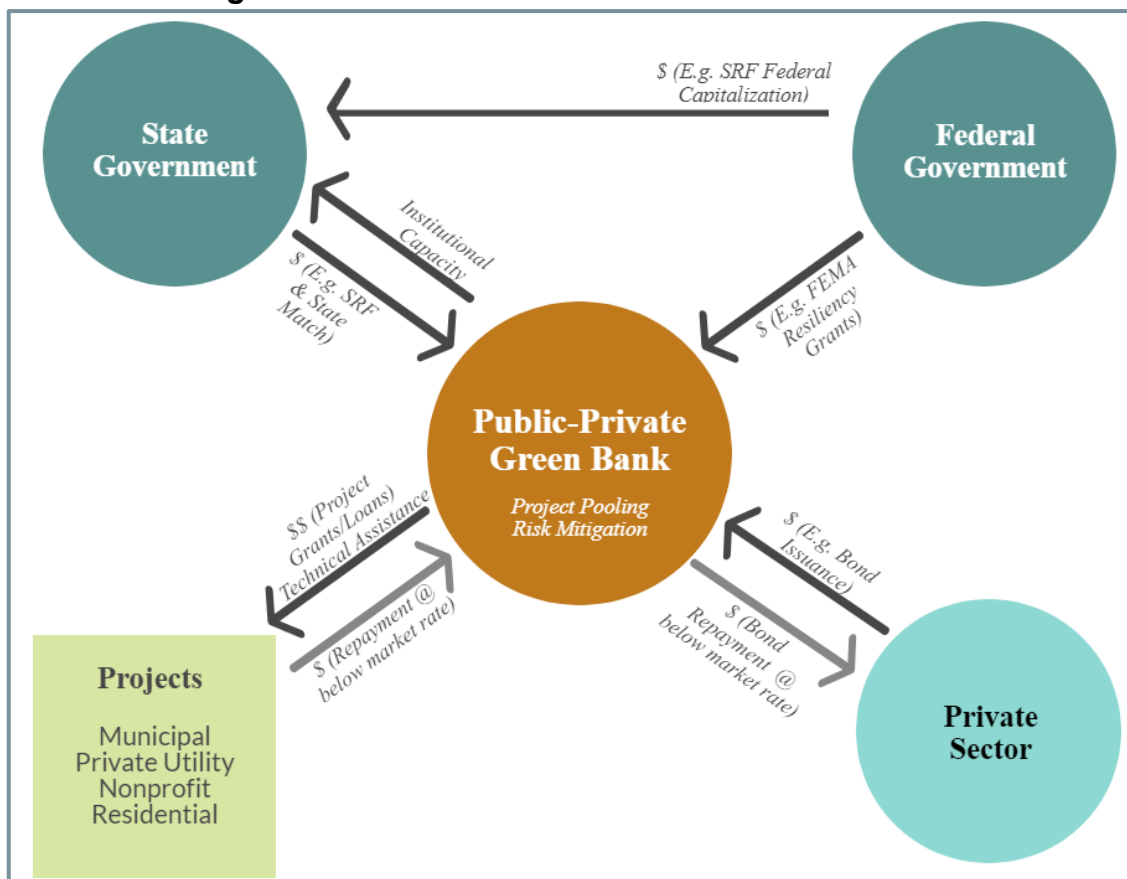 $ (E.g. SRF Federal
Capitalization)
State
Government
Federal
Government
Institutional
Capacity
$ (E.g. SRF
& State
Match)
$ (E.g. FEMA
Resiliency
Grants)
Public-Private
Green Bank
Project Pooling
Risk Mitigation
$$ (Project
Grants/Loans)
Technical Assistance
$ (Repayment @
below market rate)
$ (E.g. Bond
Issuance)
$ (Bond
Repayment @
below market rate)
Projects
Municipal
Private Utility
Nonprofit
Residential
Private
Sector